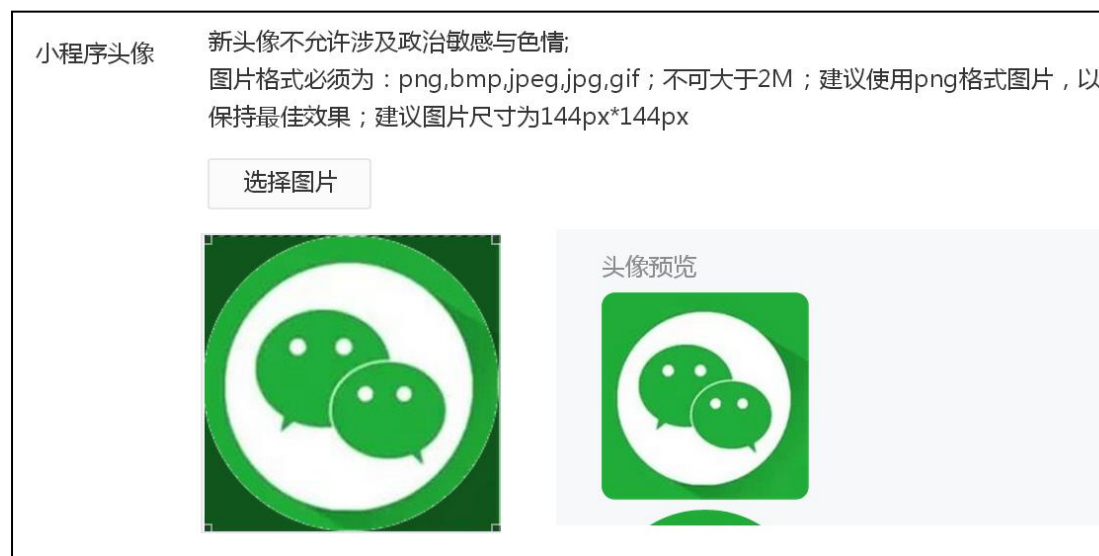 小程序头像
新头像不允许涉及政治敏感与色情;
图片格式必须为：png,bmp,jpeg,jpg,gif；不可大于2M；建议使用png格式图片，以
保持最佳效果；建议图片尺寸为144px*144px
选择图片
头像预览